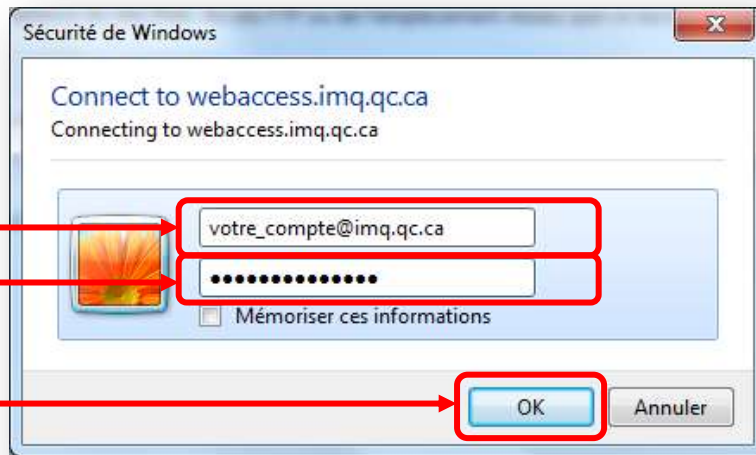 Sécurité de Windows
Connect to webaccess.imq.qc.ca
Connecting to webaccess.imq.qc.ca
votre_compte@imq.qc.ca
●●●●●●●●●●●●●●
Mémoriser ces informations
OK
Annuler